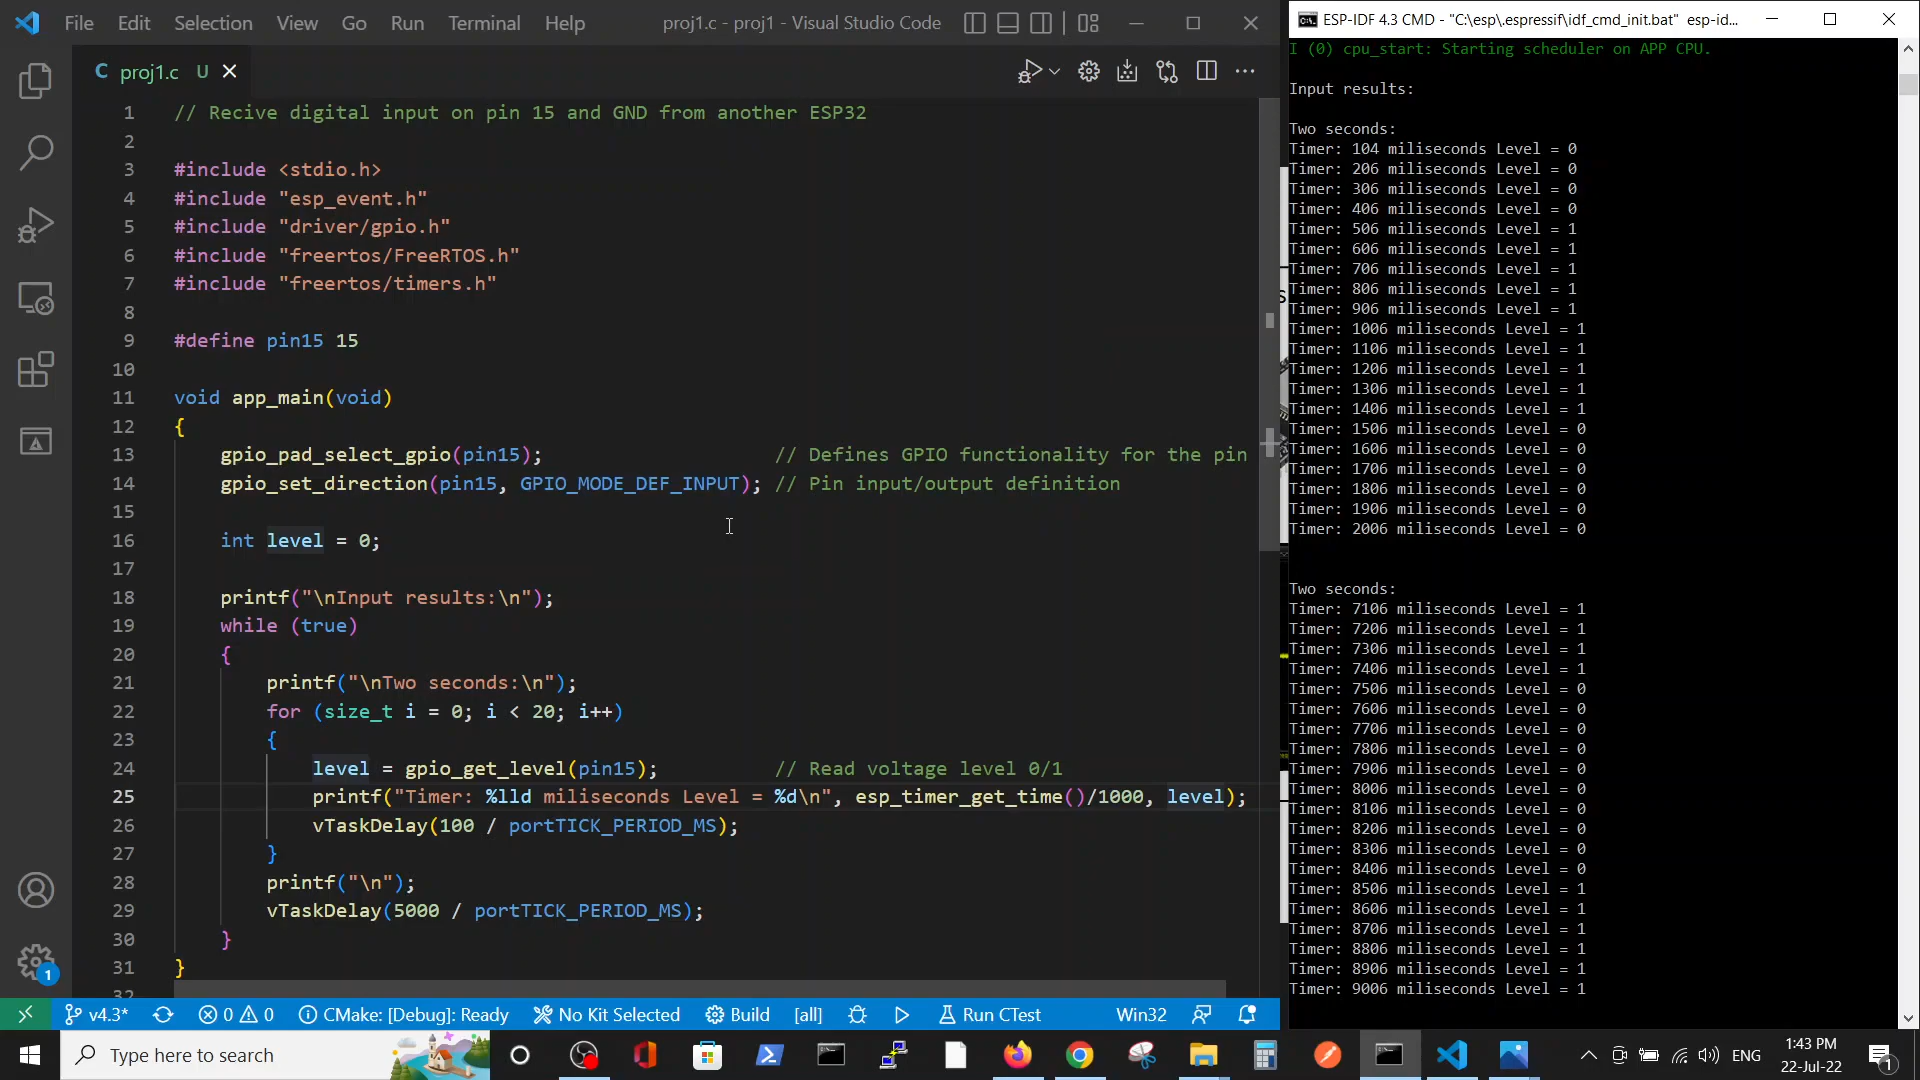 File Edit Selection View Go Run Terminal Help proj1.c - proj1 - Visual Studio Code
C proj1.c U
1 // Recive digital input on pin 15 and GND from another ESP32
2
3 #include <stdio.h>
4 #include "esp_event.h"
5 #include "driver/gpio.h"
6 #include "freertos/FreeRTOS.h"
7 #include "freertos/timers.h"
8
9 #define pin15 15
10
11 void app_main(void)
12 {
13 gpio_pad_select_gpio(pin15); // Defines GPIO functionality for the pin
14 gpio_set_direction(pin15, GPIO_MODE_DEF_INPUT); // Pin input/output definition
15
16 int level = 0;
17
18 printf("\nInput results:\n");
19 while (true)
20 {
21 printf("\nTwo seconds:\n");
22 for (size_t i = 0; i < 20; i++)
23 {
24 level = gpio_get_level(pin15); // Read voltage level 0/1
25 printf("Timer: %lld miliseconds Level = %d\n", esp_timer_get_time()/1000, level);
26 vTaskDelay(100 / portTICK_PERIOD_MS);
27 }
28 printf("\n");
29 vTaskDelay(5000 / portTICK_PERIOD_MS);
30 }
31 }
32
1
v4.3* 0 0 CMake: [Debug]: Ready No Kit Selected Build [all] Run CTest Win32
ESP-IDF 4.3 CMD - "C:\esp\.espressif\idf_cmd_init.bat" esp-id...
I (0) cpu_start: Starting scheduler on APP CPU.
Input results:
Two seconds:
Timer: 104 miliseconds Level = 0
Timer: 206 miliseconds Level = 0
Timer: 306 miliseconds Level = 0
Timer: 406 miliseconds Level = 0
Timer: 506 miliseconds Level = 1
Timer: 606 miliseconds Level = 1
Timer: 706 miliseconds Level = 1
Timer: 806 miliseconds Level = 1
Timer: 906 miliseconds Level = 1
Timer: 1006 miliseconds Level = 1
Timer: 1106 miliseconds Level = 1
Timer: 1206 miliseconds Level = 1
Timer: 1306 miliseconds Level = 1
Timer: 1406 miliseconds Level = 1
Timer: 1506 miliseconds Level = 0
Timer: 1606 miliseconds Level = 0
Timer: 1706 miliseconds Level = 0
Timer: 1806 miliseconds Level = 0
Timer: 1906 miliseconds Level = 0
Timer: 2006 miliseconds Level = 0
Two seconds:
Timer: 7106 miliseconds Level = 1
Timer: 7206 miliseconds Level = 1
Timer: 7306 miliseconds Level = 1
Timer: 7406 miliseconds Level = 1
Timer: 7506 miliseconds Level = 0
Timer: 7606 miliseconds Level = 0
Timer: 7706 miliseconds Level = 0
Timer: 7806 miliseconds Level = 0
Timer: 7906 miliseconds Level = 0
Timer: 8006 miliseconds Level = 0
Timer: 8106 miliseconds Level = 0
Timer: 8206 miliseconds Level = 0
Timer: 8306 miliseconds Level = 0
Timer: 8406 miliseconds Level = 0
Timer: 8506 miliseconds Level = 1
Timer: 8606 miliseconds Level = 1
Timer: 8706 miliseconds Level = 1
Timer: 8806 miliseconds Level = 1
Timer: 8906 miliseconds Level = 1
Timer: 9006 miliseconds Level = 1
Type here to search
ENG
1:43 PM
22-Jul-22
1